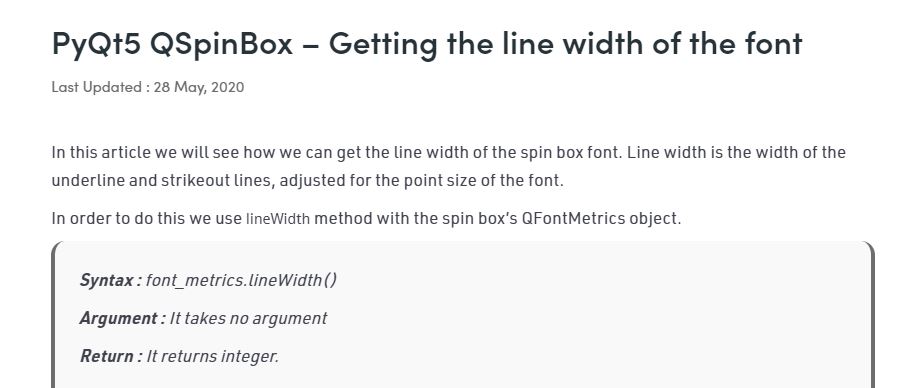 PyQt5 QSpinBox – Getting the line width of the font
Last Updated : 28 May, 2020
In this article we will see how we can get the line width of the spin box font. Line width is the width of the
underline and strikeout lines, adjusted for the point size of the font.
In order to do this we use lineWidth method with the spin box’s QFontMetrics object.
Syntax : font_metrics.lineWidth()
Argument : It takes no argument
Return : It returns integer.